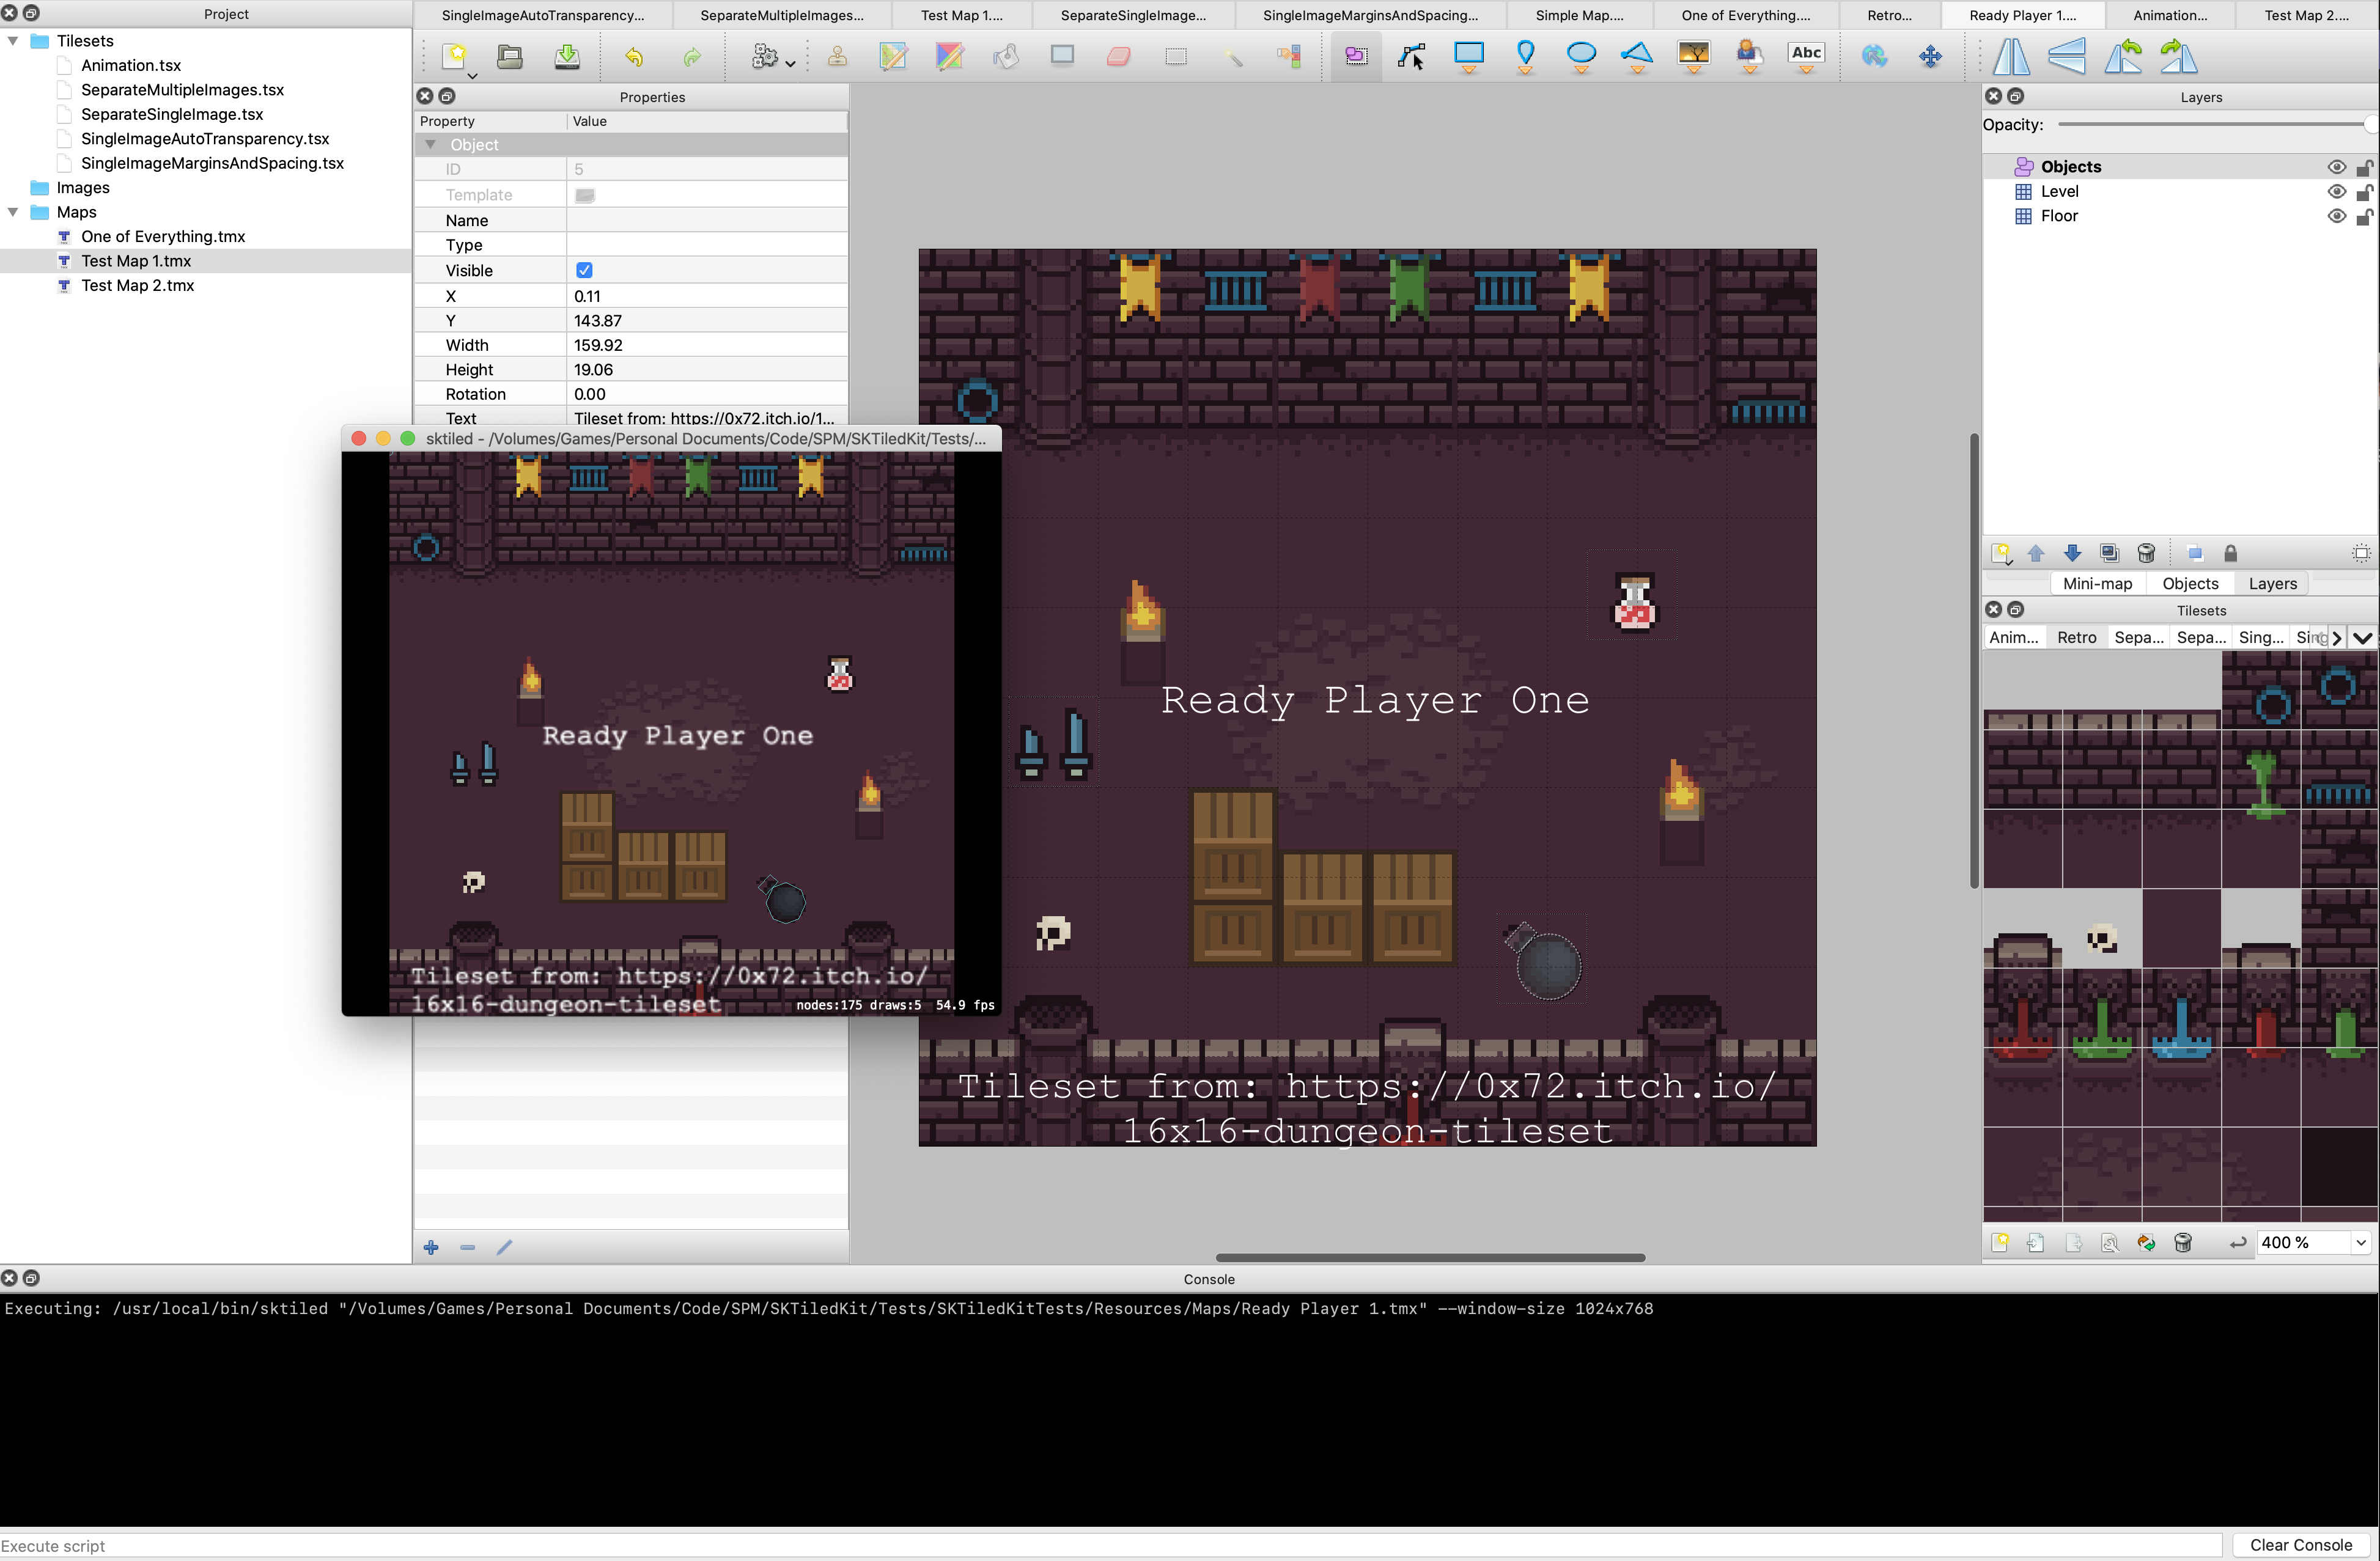 Project
Tilesets
Animation.tsx
SeparateMultipleImages.tsx
SeparateSingleImage.tsx
SingleImageAutoTransparency.tsx
SingleImageMarginsAndSpacing.tsx
Images
Maps
One of Everything.tmx
Test Map 1.tmx
Test Map 2.tmx
SingleImageAutoTransparency... SeparateMultipleImages... Test Map 1.... SeparateSingleImage... SingleImageMarginsAndSpacing... Simple Map.... One of Everything.... Retro... Ready Player 1.... Animation... Test Map 2....
Abc
Properties
Property Value
Object
ID 5
Template
Name
Type
Visible
X 0.11
Y 143.87
Width 159.92
Height 19.06
Rotation 0.00
Text Tileset from: https://0x72.itch.io/1...
sktiled - /Volumes/Games/Personal Documents/Code/SPM/SKTiledKit/Tests/...
Ready Player One
Tileset from: https://0x72.itch.io/
16x16-dungeon-tileset
nodes:175 draws:5 54.9 fps
Ready Player One
Tileset from: https://0x72.itch.io/
16x16-dungeon-tileset
Layers
Opacity:
Objects
Level
Floor
Mini-map Objects Layers
Tilesets
Anim... Retro Sepa... Sepa... Sing...
400 %
Console
Executing: /usr/local/bin/sktiled "/Volumes/Games/Personal Documents/Code/SPM/SKTiledKit/Tests/SKTiledKitTests/Resources/Maps/Ready Player 1.tmx" --window-size 1024x768
Execute script
Clear Console